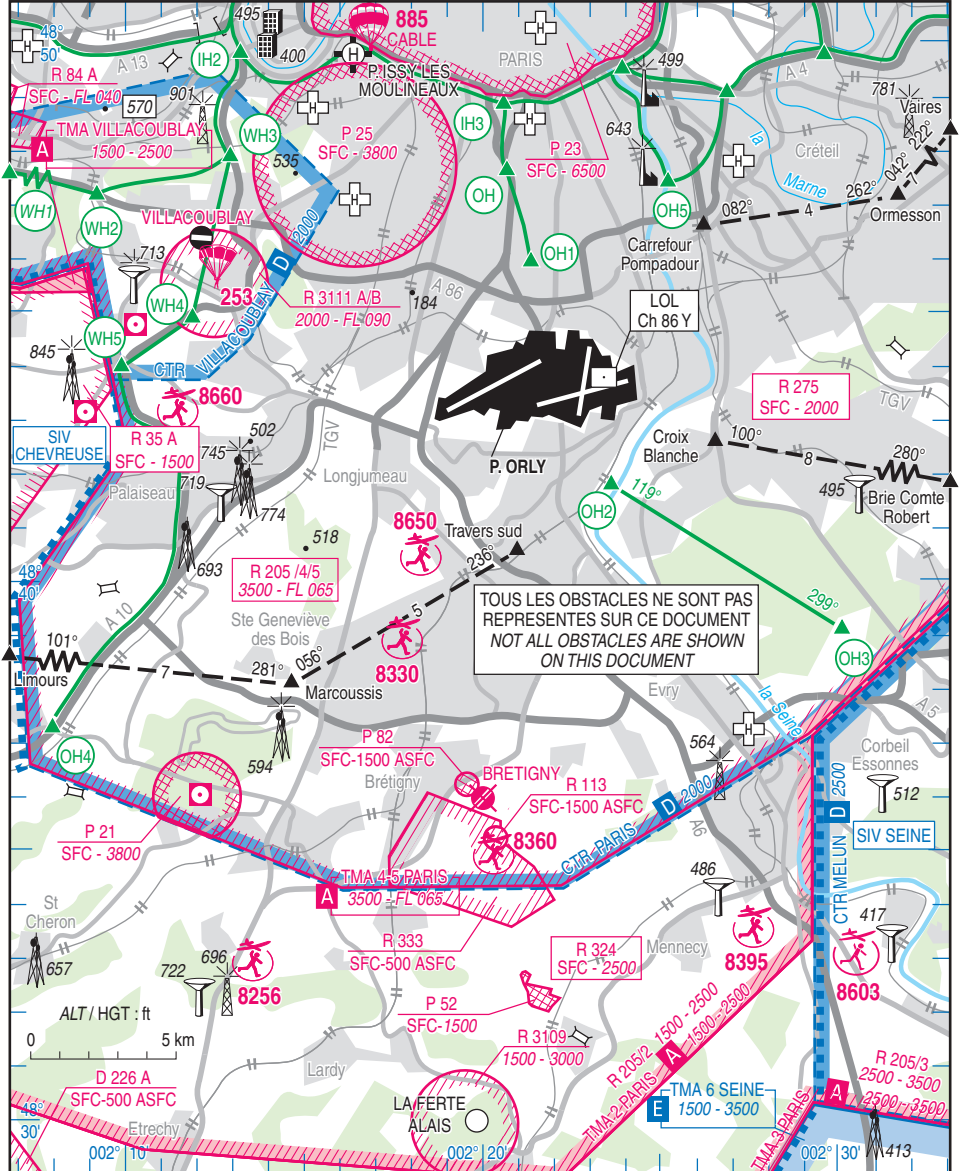 48°
50'
495
400
885
CABLE
PARIS
A 13
IH2
P. ISSY LES
MOULINEAUX
499
A 4
R 84 A
SFC - FL 040
570
901
781
Vaires
TMA VILLACOUBLAY
1500 - 2500
A
WH3
535
P 25
SFC - 3800
IH3
P 23
SFC - 6500
643
la
Marne
Créteil
222°
042°
7
WH1
WH2
VILLACOUBLAY
2000
OH
OH5
082°
4
262°
Ormesson
713
D
OH1
Carrefour
Pompadour
WH4
253
R 3111 A/B
2000 - FL 090
184
A 86
LOL
Ch 86 Y
WH5
845
CTR VILLACOUBLAY
8660
R 275
SFC - 2000
TGV
SIV
CHEVREUSE
R 35 A
SFC - 1500
502
745
TGV
P. ORLY
Croix
Blanche
100°
8
280°
Palaiseau
719
774
Longjumeau
495
Brie Comte
Robert
OH2
119°
8650
Travers sud
236°
693
518
48°
40'
R 205 /4/5
3500 - FL 065
TOUS LES OBSTACLES NE SONT PAS
REPRESENTES SUR CE DOCUMENT
NOT ALL OBSTACLES ARE SHOWN
ON THIS DOCUMENT
299°
A 10
Ste Geneviève
des Bois
5
8330
101°
Limours
7
281°
056°
Marcoussis
OH3
Evry
la Seine
A 5
OH4
594
P 82
SFC-1500 ASFC
Brétigny
BRETIGNY
R 113
SFC-1500 ASFC
564
Corbeil
Essonnes
512
D
2000
D 2500
P 21
SFC - 3800
8360
CTR PARIS
A6
SIV SEINE
TMA 4-5 PARIS
3500 - FL 065
A
486
CTR MELUN
417
St
Cheron
657
R 333
SFC-500 ASFC
R 324
SFC - 2500
Mennecy
8395
8603
722
696
8256
ALT / HGT : ft
0
5 km
P 52
SFC-1500
R 3109
1500 - 3000
R 205/2 1500 - 2500
TMA-2-PARIS 1500 - 2500
A
D 226 A
SFC-500 ASFC
Lardy
LA FERTE
ALAIS
TMA 6 SEINE
1500 - 3500
E
R 205/3
2500 - 3500
2500 - 3500
A
TMA-3 PARIS
48°
30'
Etrechy
002° 10'
002° 20'
002° 30'
413